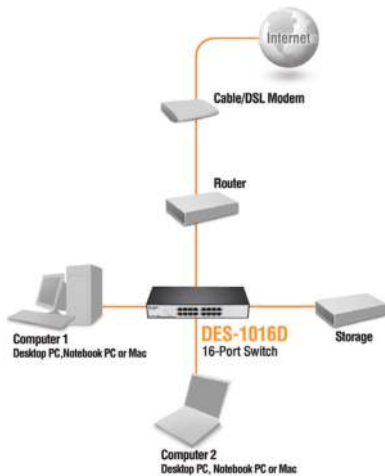 Internet
Cable/DSL Modem
Router
DES-1016D
16-Port Switch
Computer 1
Desktop PC,Notebook PC or Mac
Storage
Computer 2
Desktop PC, Notebook PC or Mac